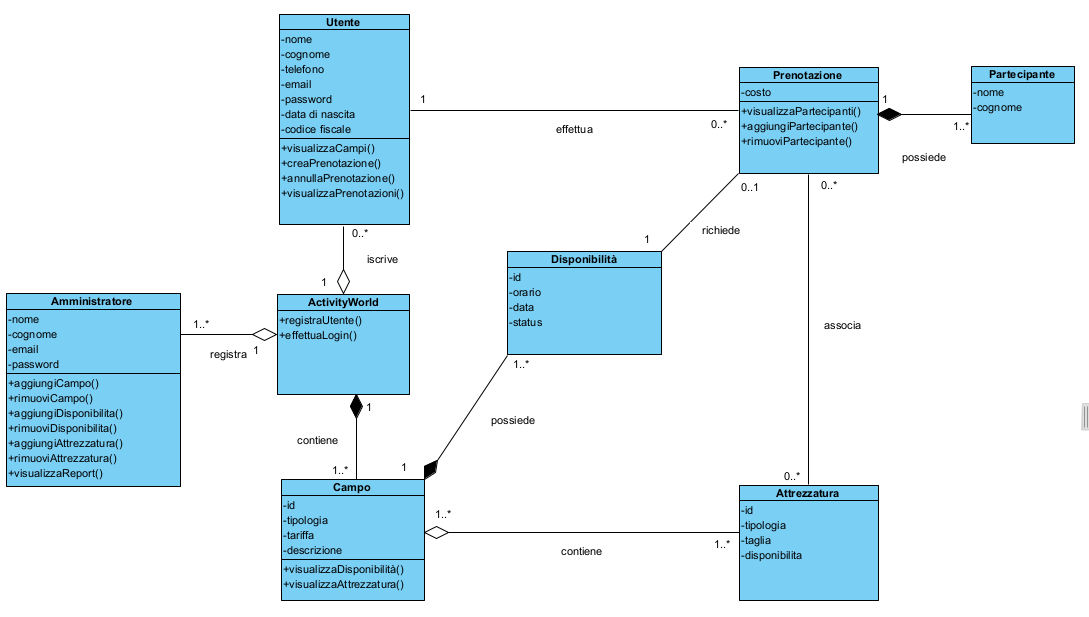 Utente
-nome
-cognome
-telefono
-email
-password
-data di nascita
-codice fiscale
+visualizzaCampi()
+creaPrenotazione()
+annullaPrenotazione()
+visualizzaPrenotazioni()
1
effettua
0..*
Prenotazione
-costo
+visualizzaPartecipanti()
+aggiungiPartecipante()
+rimuoviPartecipante()
1
1..*
possiede
Partecipante
-nome
-cognome
0..*
iscrive
1
0..1
richiede
1
0..*
associa
0..*
Disponibilità
-id
-orario
-data
-status
1..*
possiede
1
Amministratore
-nome
-cognome
-email
-password
+aggiungiCampo()
+rimuoviCampo()
+aggiungiDisponibilita()
+rimuoviDisponibilita()
+aggiungiAttrezzatura()
+rimuoviAttrezzatura()
+visualizzaReport()
1..*
registra
1
ActivityWorld
+registraUtente()
+effettuaLogin()
1
contiene
1..*
Campo
-id
-tipologia
-tariffa
-descrizione
+visualizzaDisponibilità()
+visualizzaAttrezzatura()
1..*
contiene
1..*
Attrezzatura
-id
-tipologia
-taglia
-disponibilita